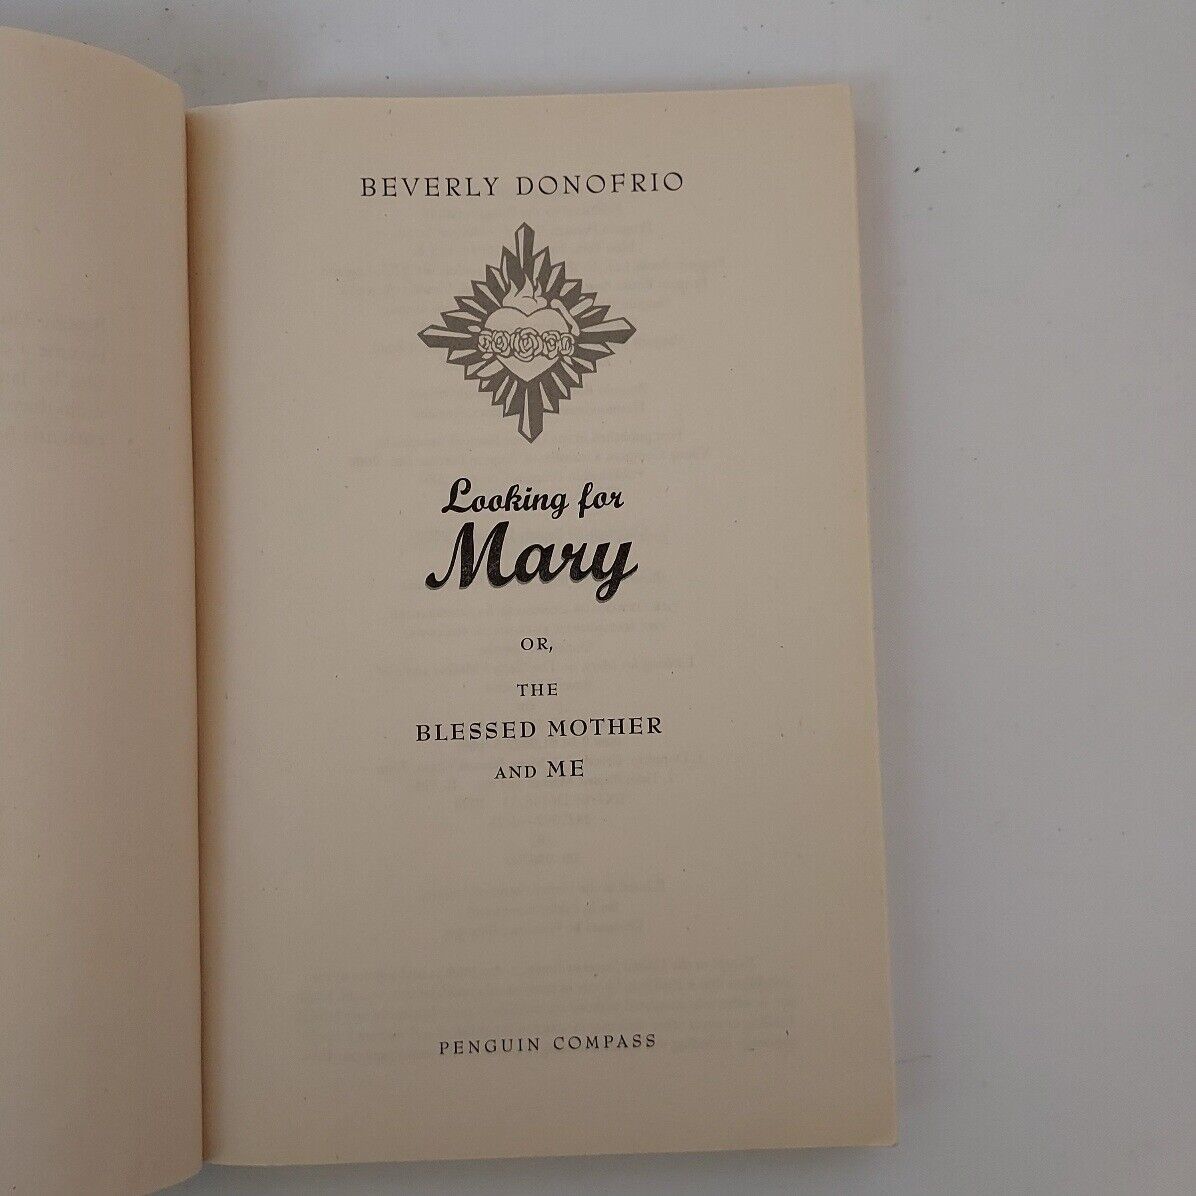 BEVERLY DONOFRIO
Looking for
Mary
OR,
THE
BLESSED MOTHER
AND ME
PENGUIN COMPASS